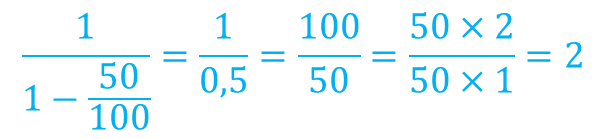 1 / (1 − 50/100) = 1 / 0,5 = 100 / 50 = (50 × 2) / (50 × 1) = 2